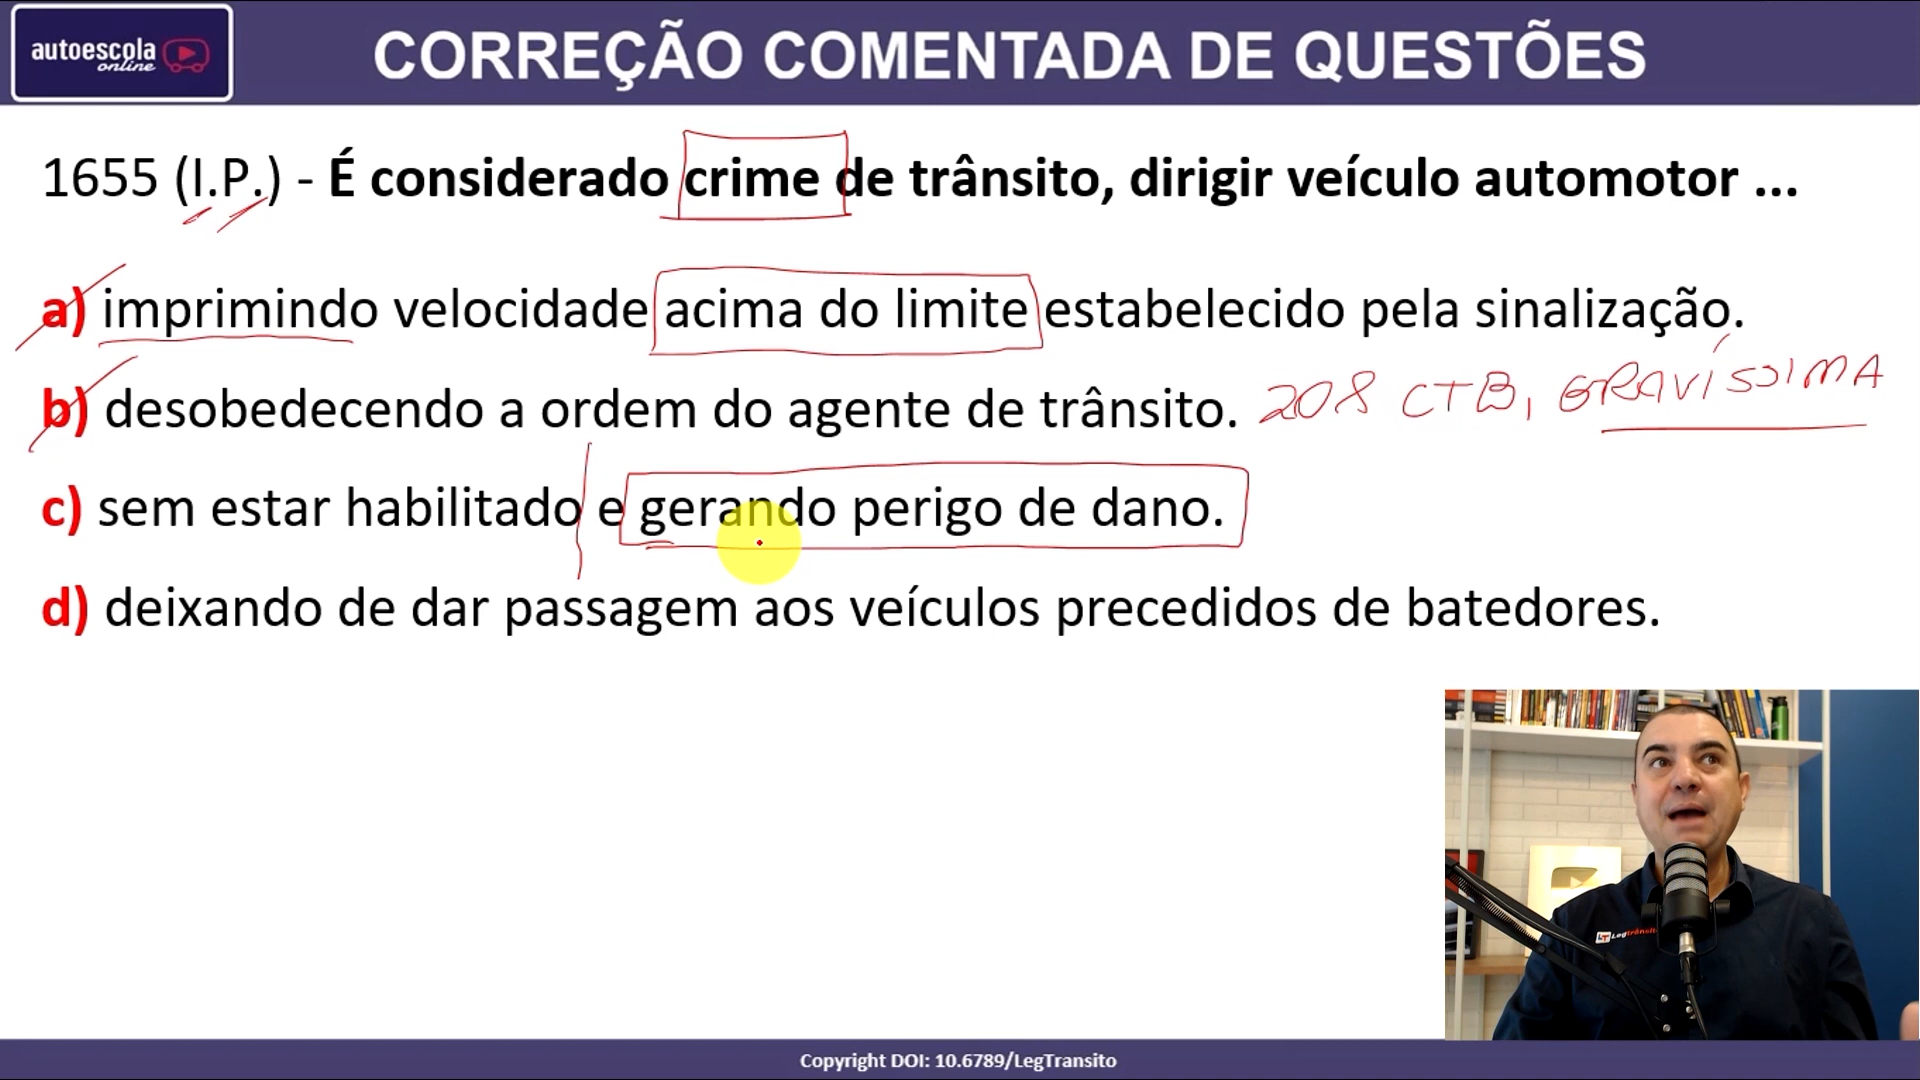 autoescola
online
CORREÇÃO COMENTADA DE QUESTÕES
1655 (I.P.) - É considerado crime de trânsito, dirigir veículo automotor ...
a) imprimindo velocidade acima do limite estabelecido pela sinalização.
b) desobedecendo a ordem do agente de trânsito. 208 CTB, GRAVÍSSIMA
c) sem estar habilitado e gerando perigo de dano.
d) deixando de dar passagem aos veículos precedidos de batedores.
LT Legtrânsito
Copyright DOI: 10.6789/LegTransito